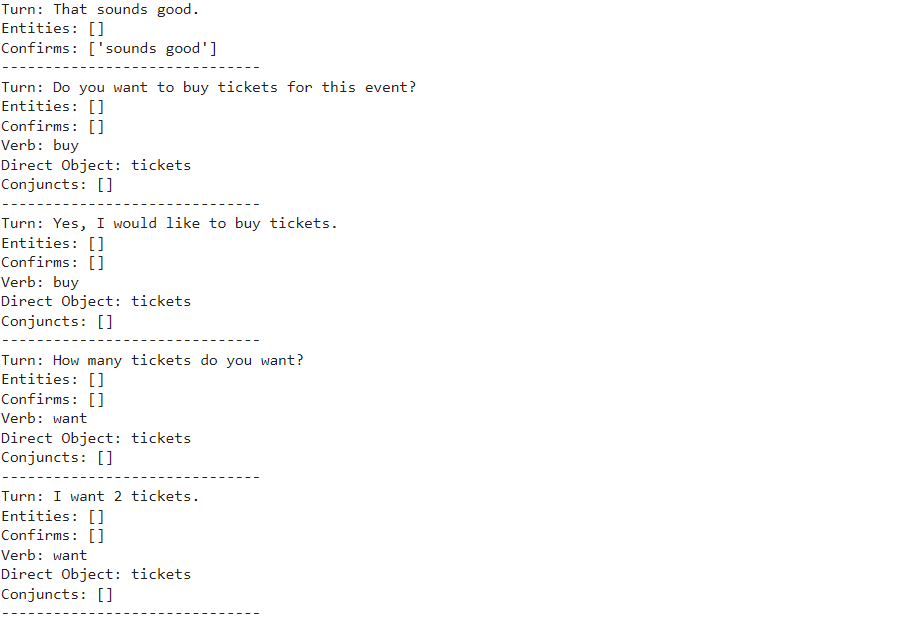 Turn: That sounds good.
Entities: []
Confirms: ['sounds good']
------------------------------
Turn: Do you want to buy tickets for this event?
Entities: []
Confirms: []
Verb: buy
Direct Object: tickets
Conjuncts: []
------------------------------
Turn: Yes, I would like to buy tickets.
Entities: []
Confirms: []
Verb: buy
Direct Object: tickets
Conjuncts: []
------------------------------
Turn: How many tickets do you want?
Entities: []
Confirms: []
Verb: want
Direct Object: tickets
Conjuncts: []
------------------------------
Turn: I want 2 tickets.
Entities: []
Confirms: []
Verb: want
Direct Object: tickets
Conjuncts: []
------------------------------